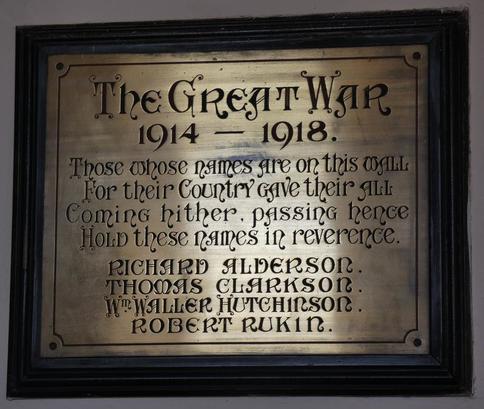 The Great War
1914 — 1918.
Those whose names are on this wall
For their Country gave their all
Coming hither, passing hence
Hold these names in reverence.
RICHARD ALDERSON.
THOMAS CLARKSON.
Wm WALLER HUTCHINSON.
ROBERT RUKIN.